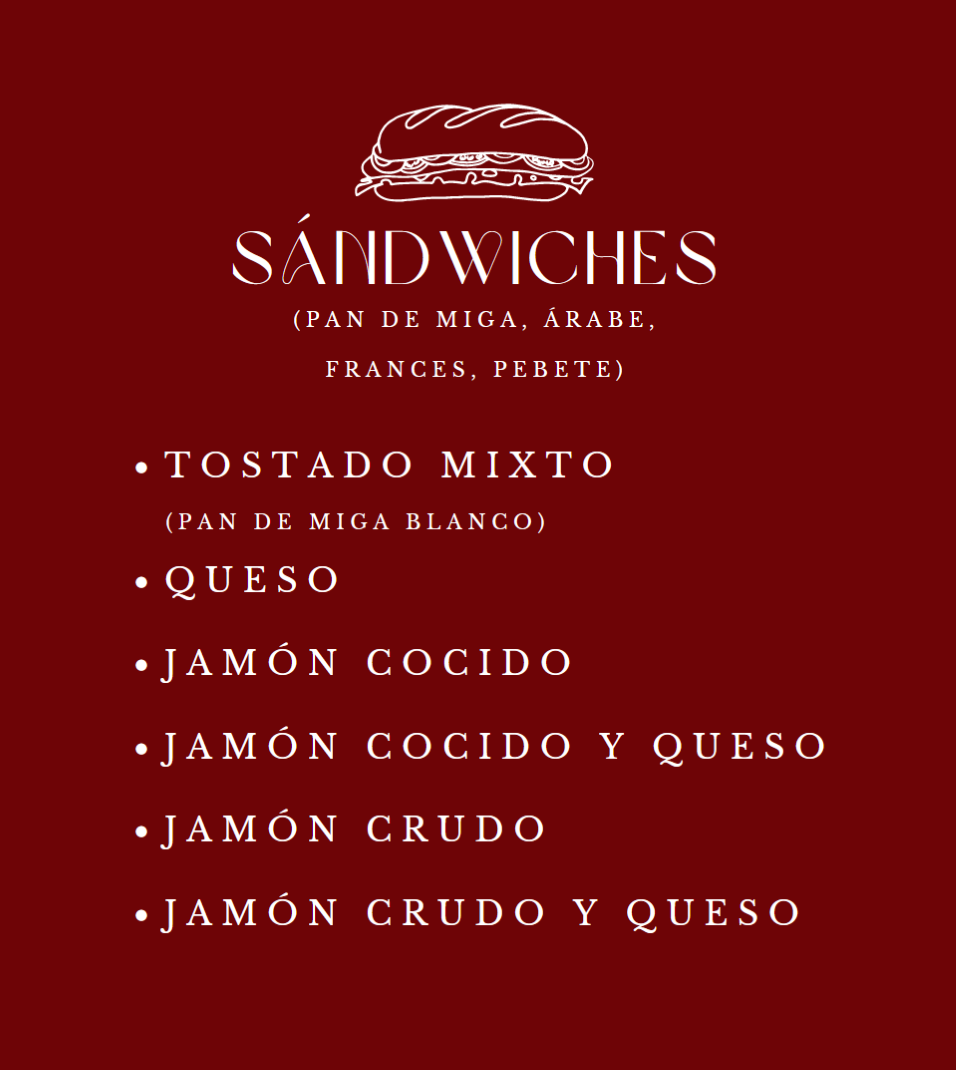 SÁNDWICHES
(PAN DE MIGA, ÁRABE,
FRANCES, PEBETE)
• TOSTADO MIXTO
(PAN DE MIGA BLANCO)
• QUESO
• JAMÓN COCIDO
• JAMÓN COCIDO Y QUESO
• JAMÓN CRUDO
• JAMÓN CRUDO Y QUESO